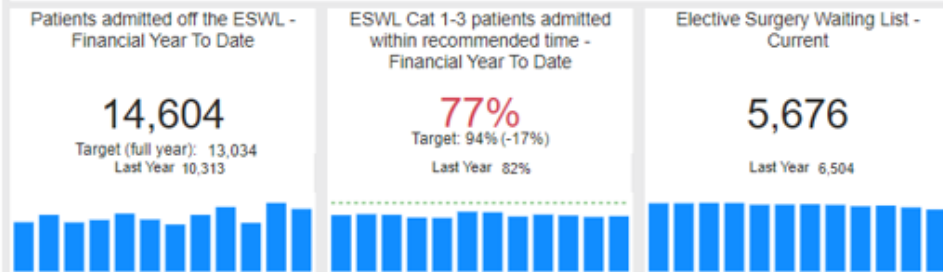 Patients admitted off the ESWL -
Financial Year To Date
14,604
Target (full year): 13,034
Last Year 10,313
ESWL Cat 1-3 patients admitted
within recommended time -
Financial Year To Date
77%
Target: 94% (-17%)
Last Year 82%
Elective Surgery Waiting List -
Current
5,676
Last Year 6,504